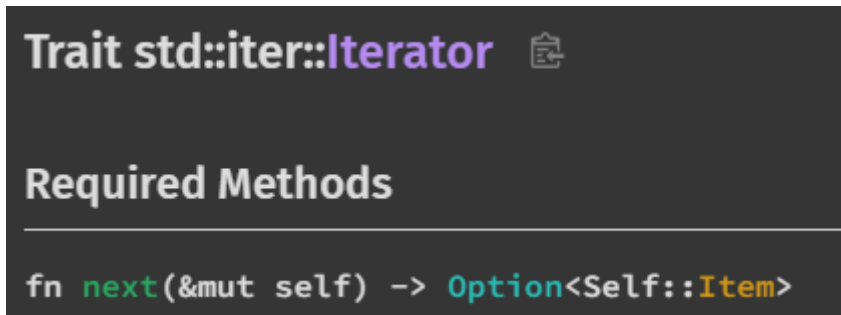 Trait std::iter::Iterator
Required Methods
fn next(&mut self) -> Option<Self::Item>